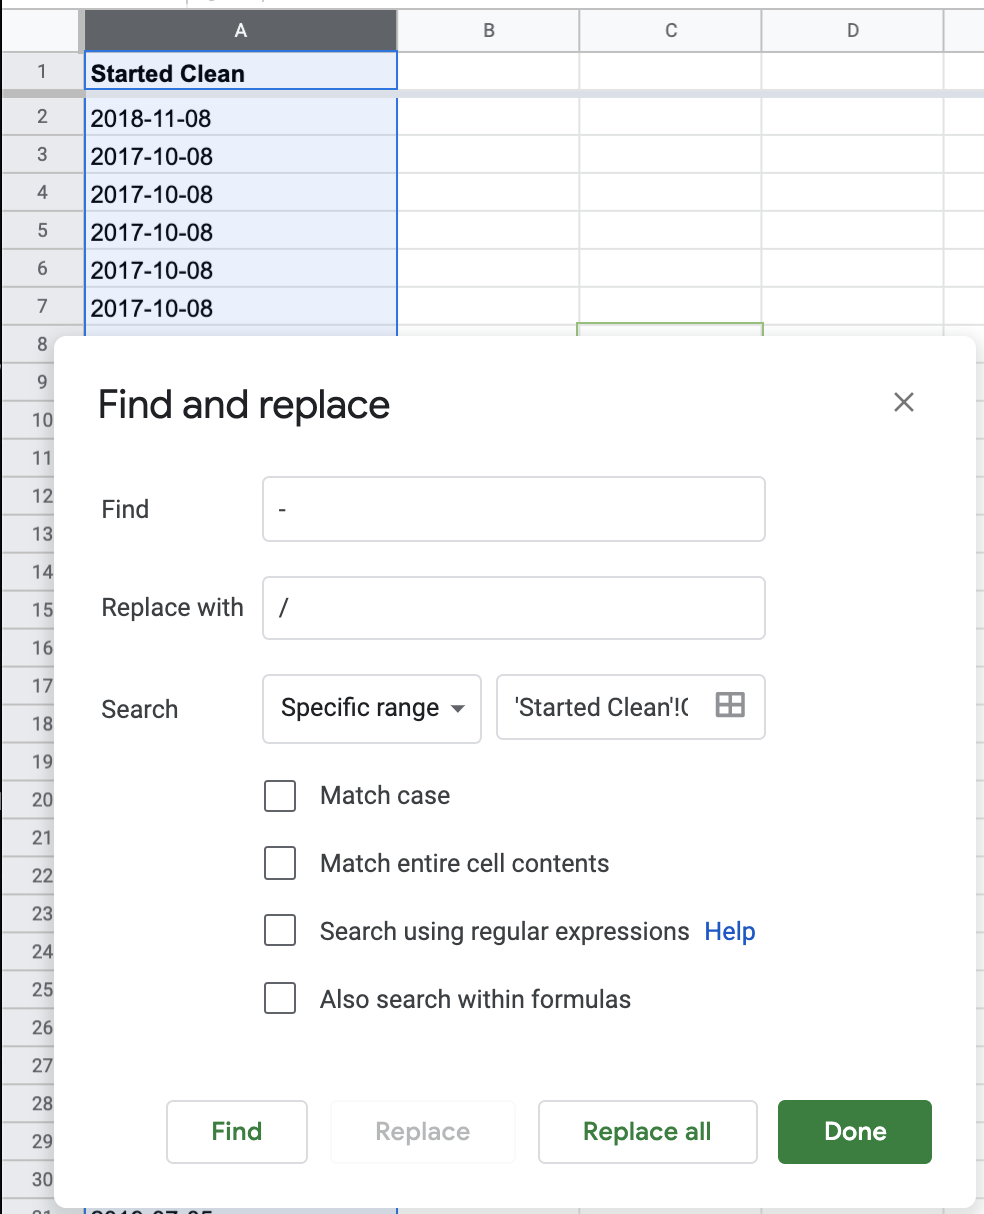 A B C D
1 Started Clean
2 2018-11-08
3 2017-10-08
4 2017-10-08
5 2017-10-08
6 2017-10-08
7 2017-10-08
8
9
10
11
12
13
14
15
16
17
18
19
20
21
22
23
24
25
26
27
28
29
30
Find and replace
Find -
Replace with /
Search Specific range 'Started Clean'!
Match case
Match entire cell contents
Search using regular expressions Help
Also search within formulas
Find Replace Replace all Done